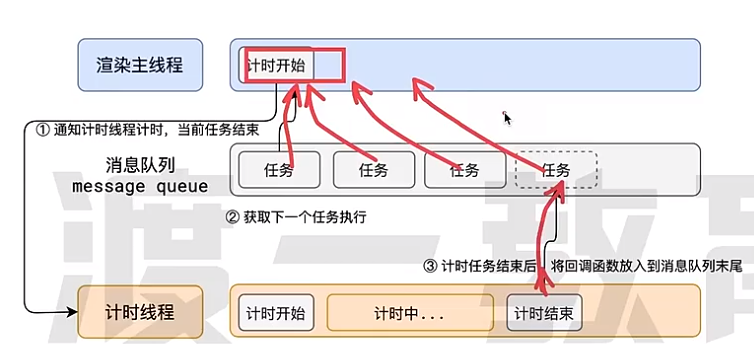 渲染主线程
计时开始
① 通知计时线程计时，当前任务结束
消息队列
message queue
任务
任务
任务
任务
② 获取下一个任务执行
③ 计时任务结束后，将回调函数放入到消息队列末尾
计时线程
计时开始
计时中...
计时结束
渡一教育